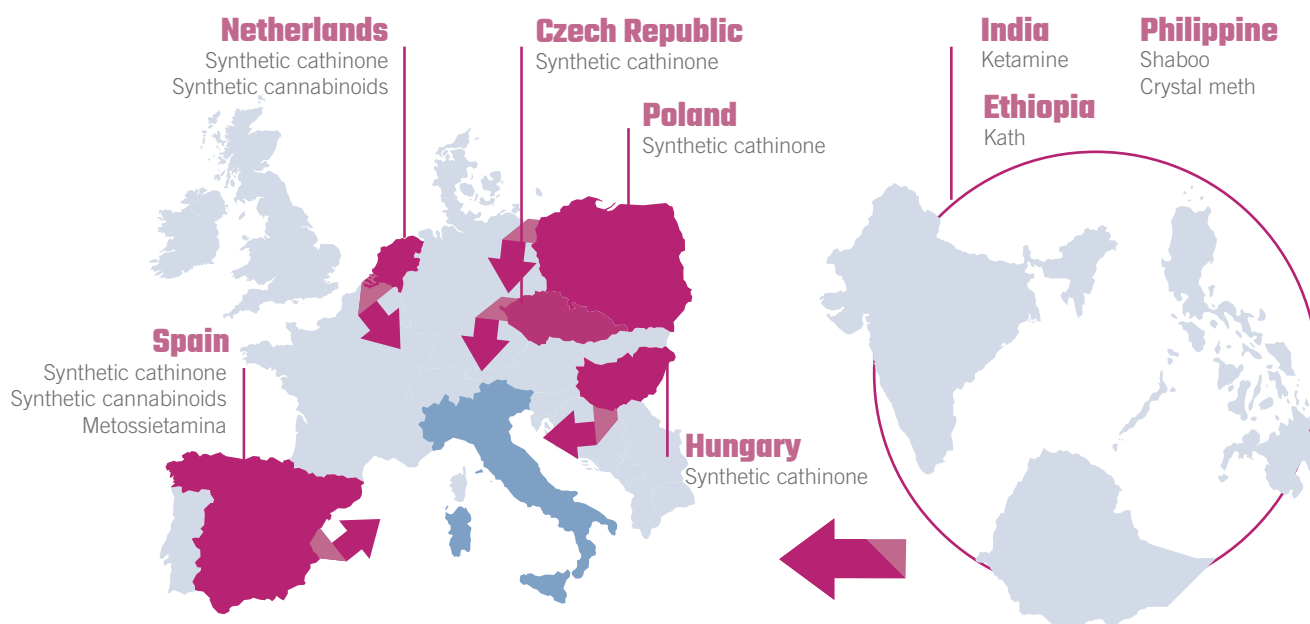 Netherlands
Synthetic cathinone
Synthetic cannabinoids
Czech Republic
Synthetic cathinone
Poland
Synthetic cathinone
India
Ketamine
Ethiopia
Kath
Philippine
Shaboo
Crystal meth
Spain
Synthetic cathinone
Synthetic cannabinoids
Metossietamina
Hungary
Synthetic cathinone